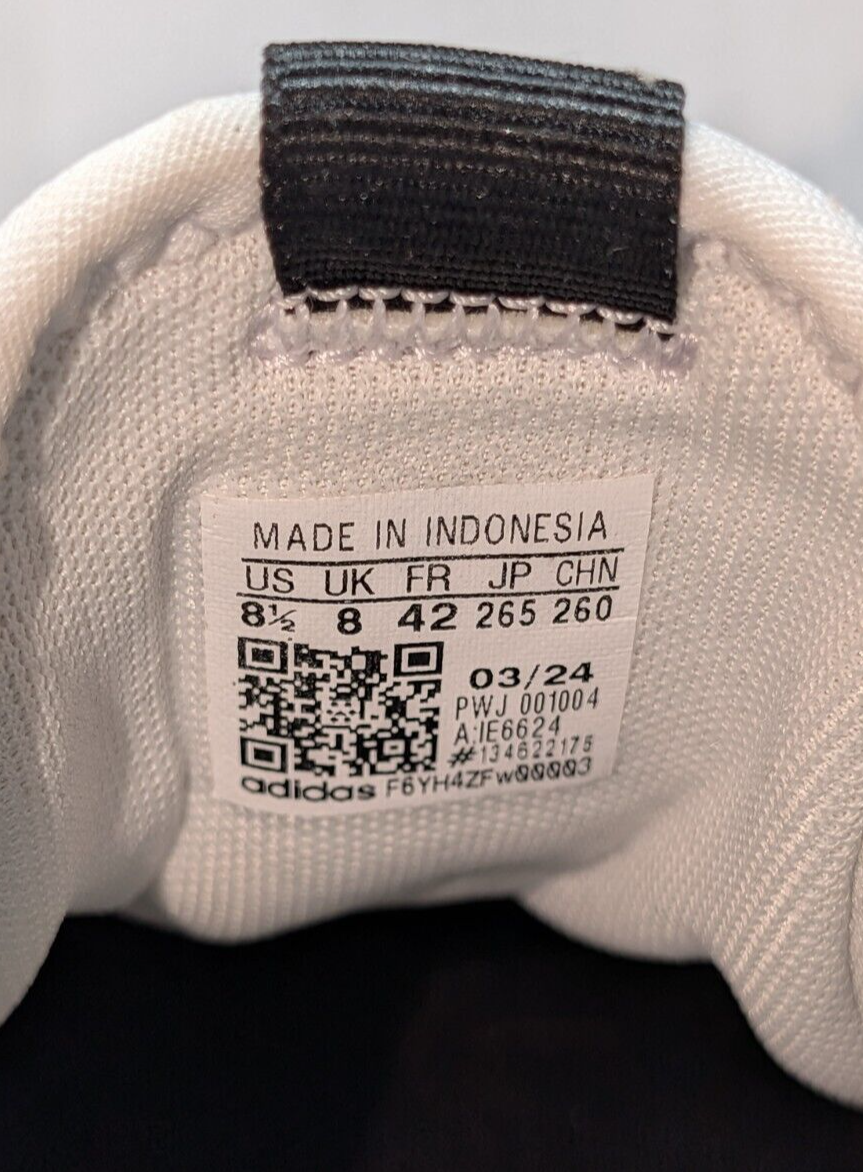 MADE IN INDONESIA
US UK FR JP CHN
8½ 8 42 265 260
03/24
PWJ 001004
A:IE6624
#134622175
adidas F6YH4ZFW00003